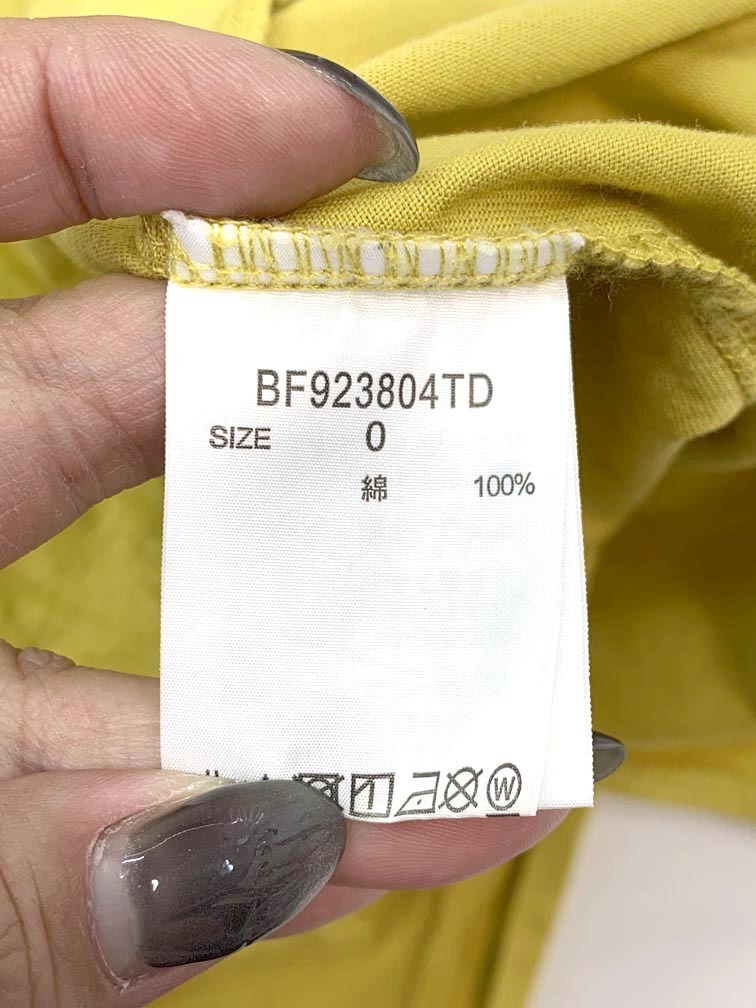 BF923804TD
SIZE 0
綿 100%
W